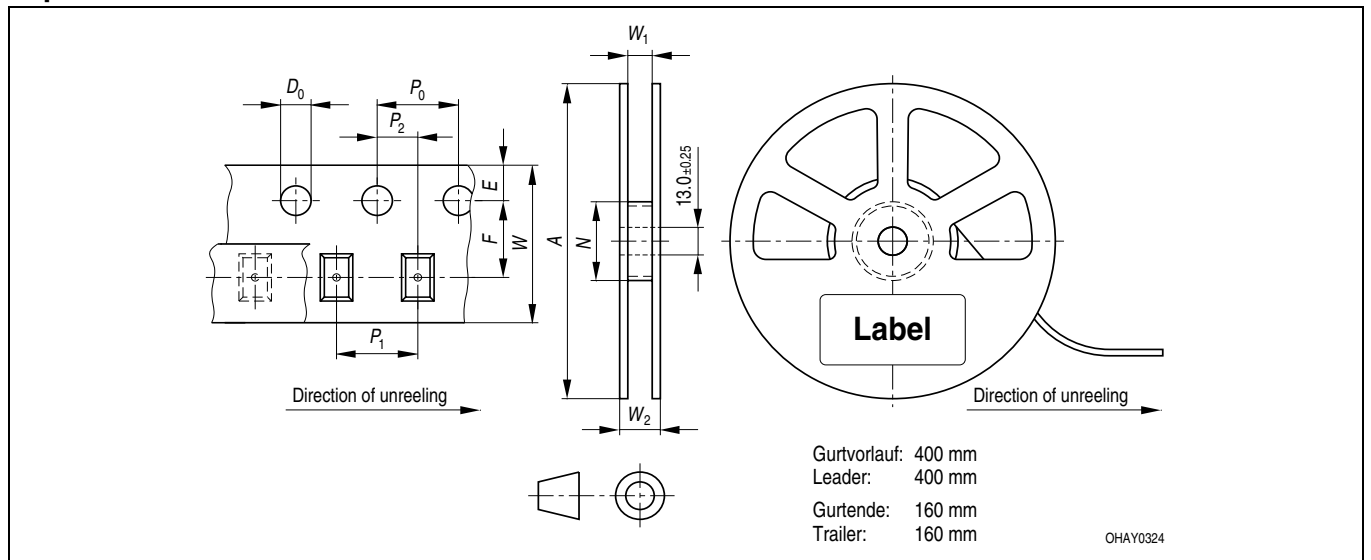 W₁
D₀
P₀
P₂
E
F
W
A
N
13.0±0.25
P₁
Label
Direction of unreeling
W₂
Direction of unreeling
Gurtvorlauf: 400 mm
Leader: 400 mm
Gurtende: 160 mm
Trailer: 160 mm
OHAY0324